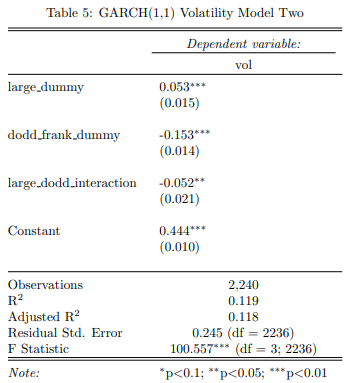 Table 5: GARCH(1,1) Volatility Model Two
Dependent variable:
vol
large_dummy 0.053***
(0.015)
dodd_frank_dummy -0.153***
(0.014)
large_dodd_interaction -0.052**
(0.021)
Constant 0.444***
(0.010)
Observations 2,240
R2 0.119
Adjusted R2 0.118
Residual Std. Error 0.245 (df = 2236)
F Statistic 100.557*** (df = 3; 2236)
Note: *p<0.1; **p<0.05; ***p<0.01